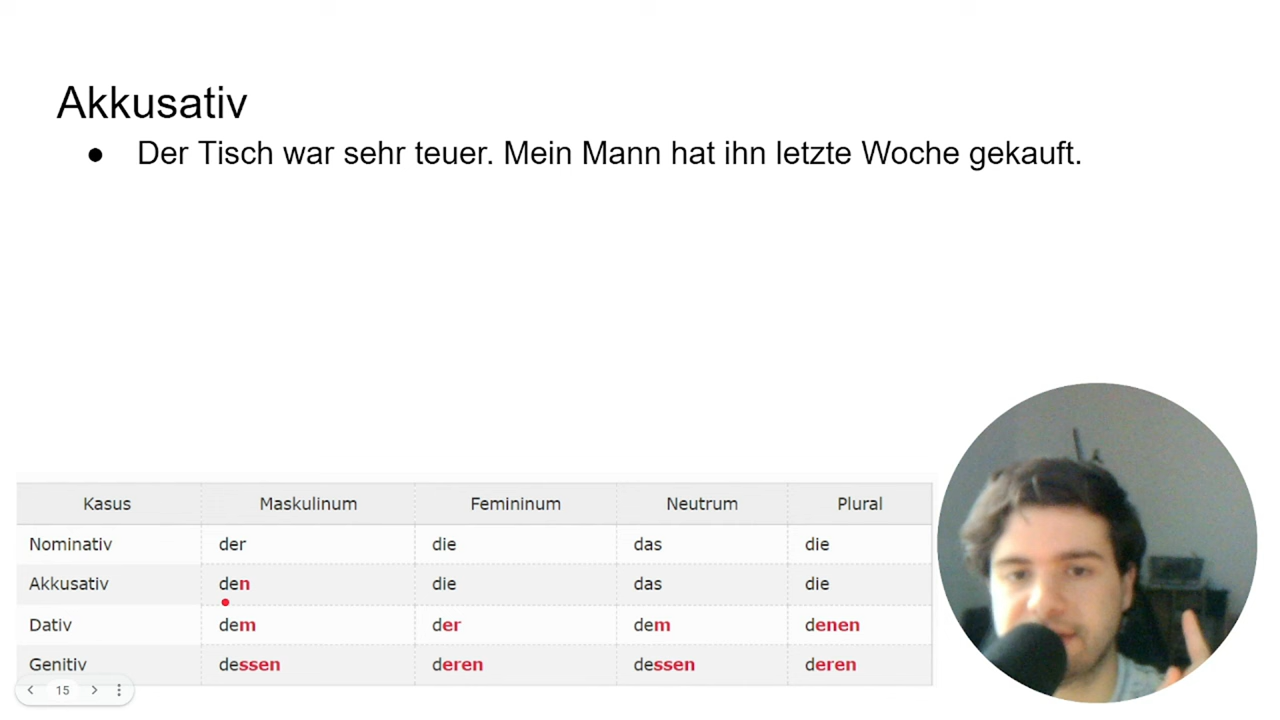 Akkusativ
● Der Tisch war sehr teuer. Mein Mann hat ihn letzte Woche gekauft.
Kasus Maskulinum Femininum Neutrum Plural
Nominativ der die das die
Akkusativ den die das die
Dativ dem der dem denen
Genitiv dessen deren dessen deren
15